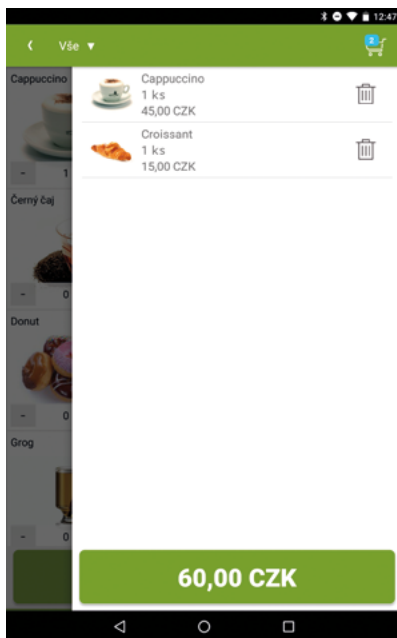 12:47
Vše ▼
2
Cappuccino
- 1
Černý čaj
- 0
Donut
- 0
Grog
- 0
Cappuccino
1 ks
45,00 CZK
Croissant
1 ks
15,00 CZK
60,00 CZK